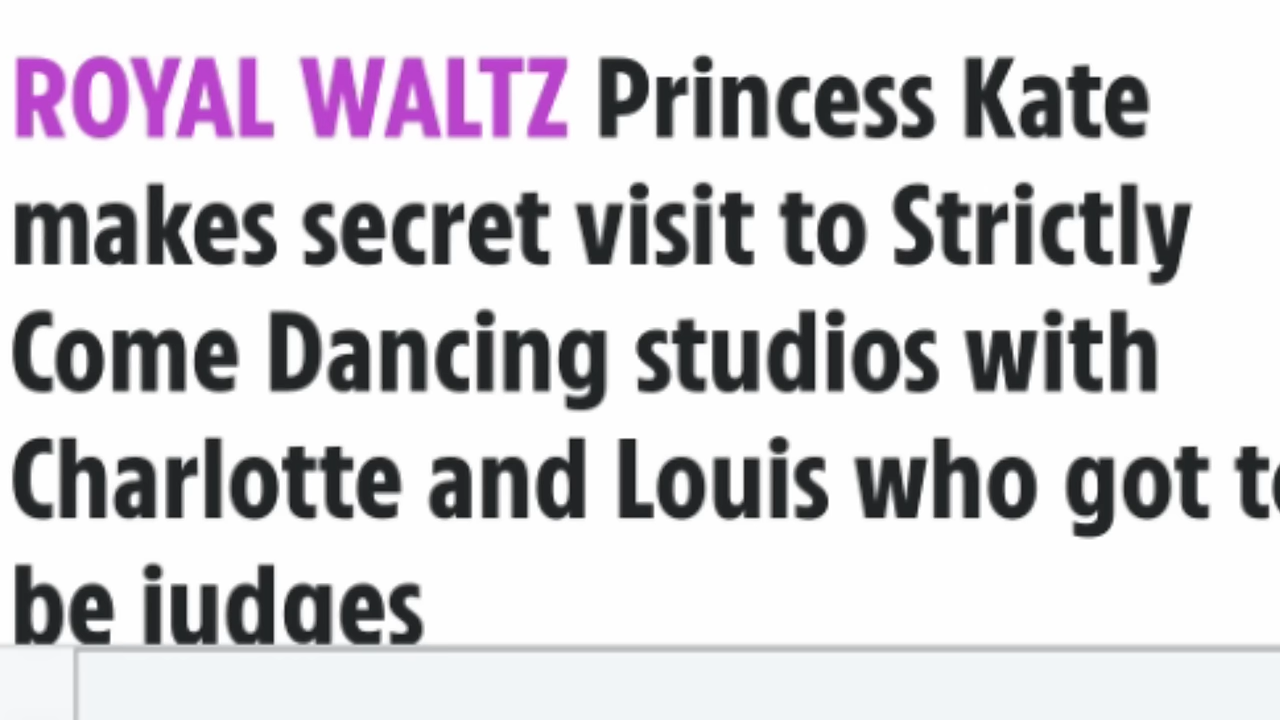 ROYAL WALTZ Princess Kate
makes secret visit to Strictly
Come Dancing studios with
Charlotte and Louis who got to
be judges